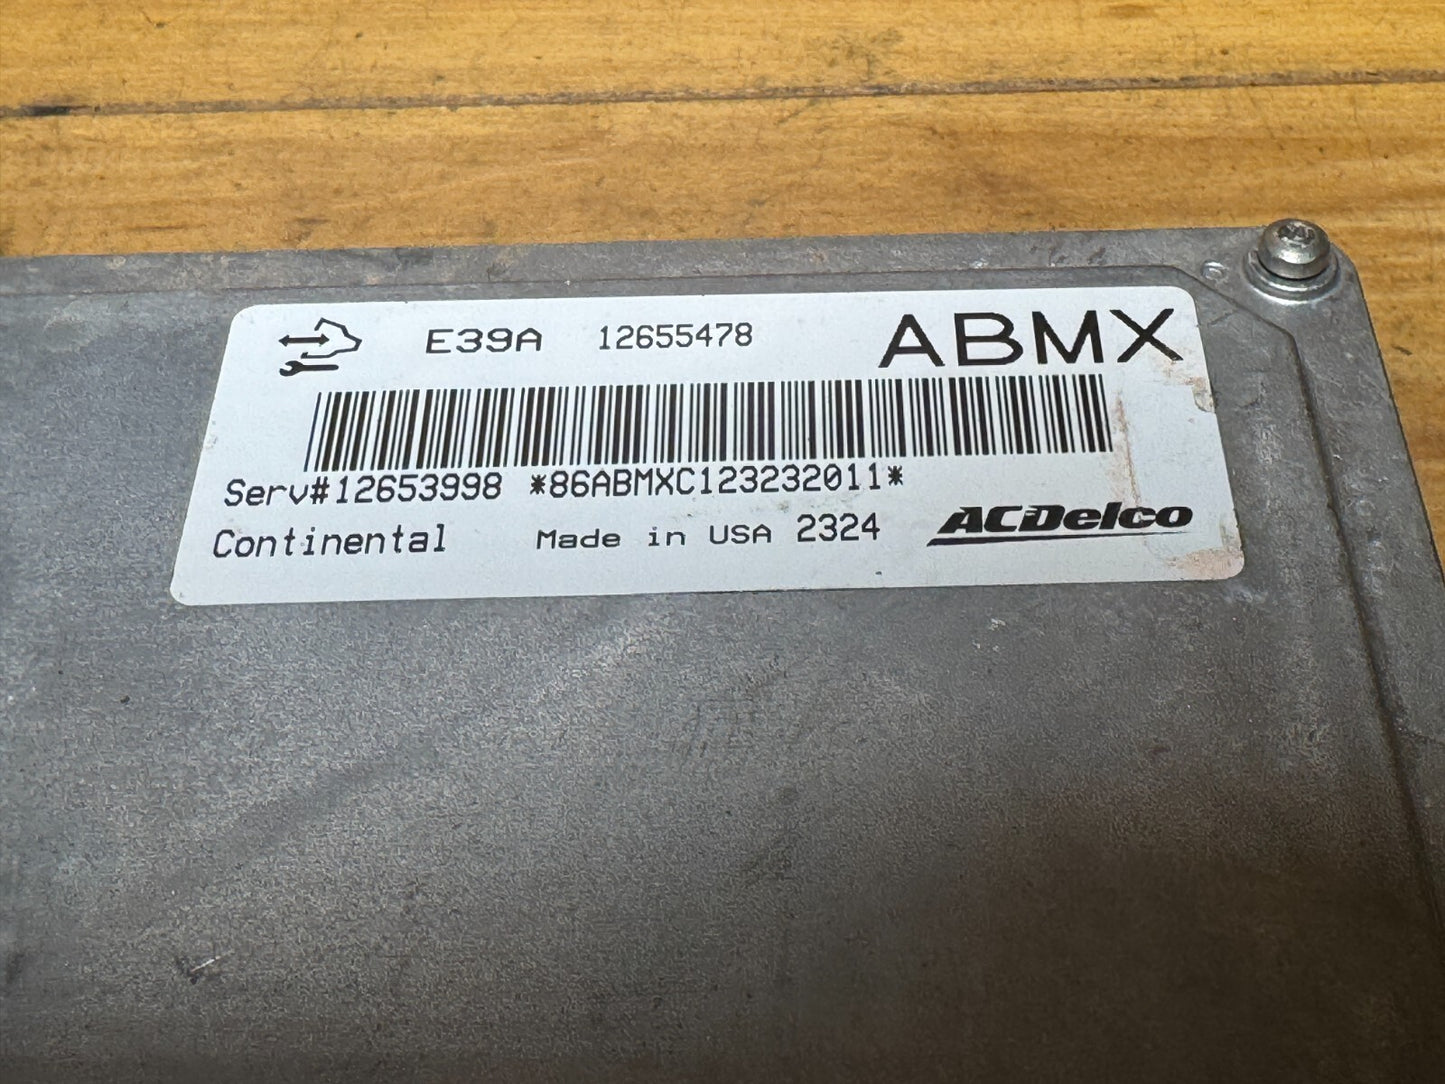 E39A 12655478 ABMX
Serv#12653998 *86ABMXC123232011*
Continental Made in USA 2324 ACDelco